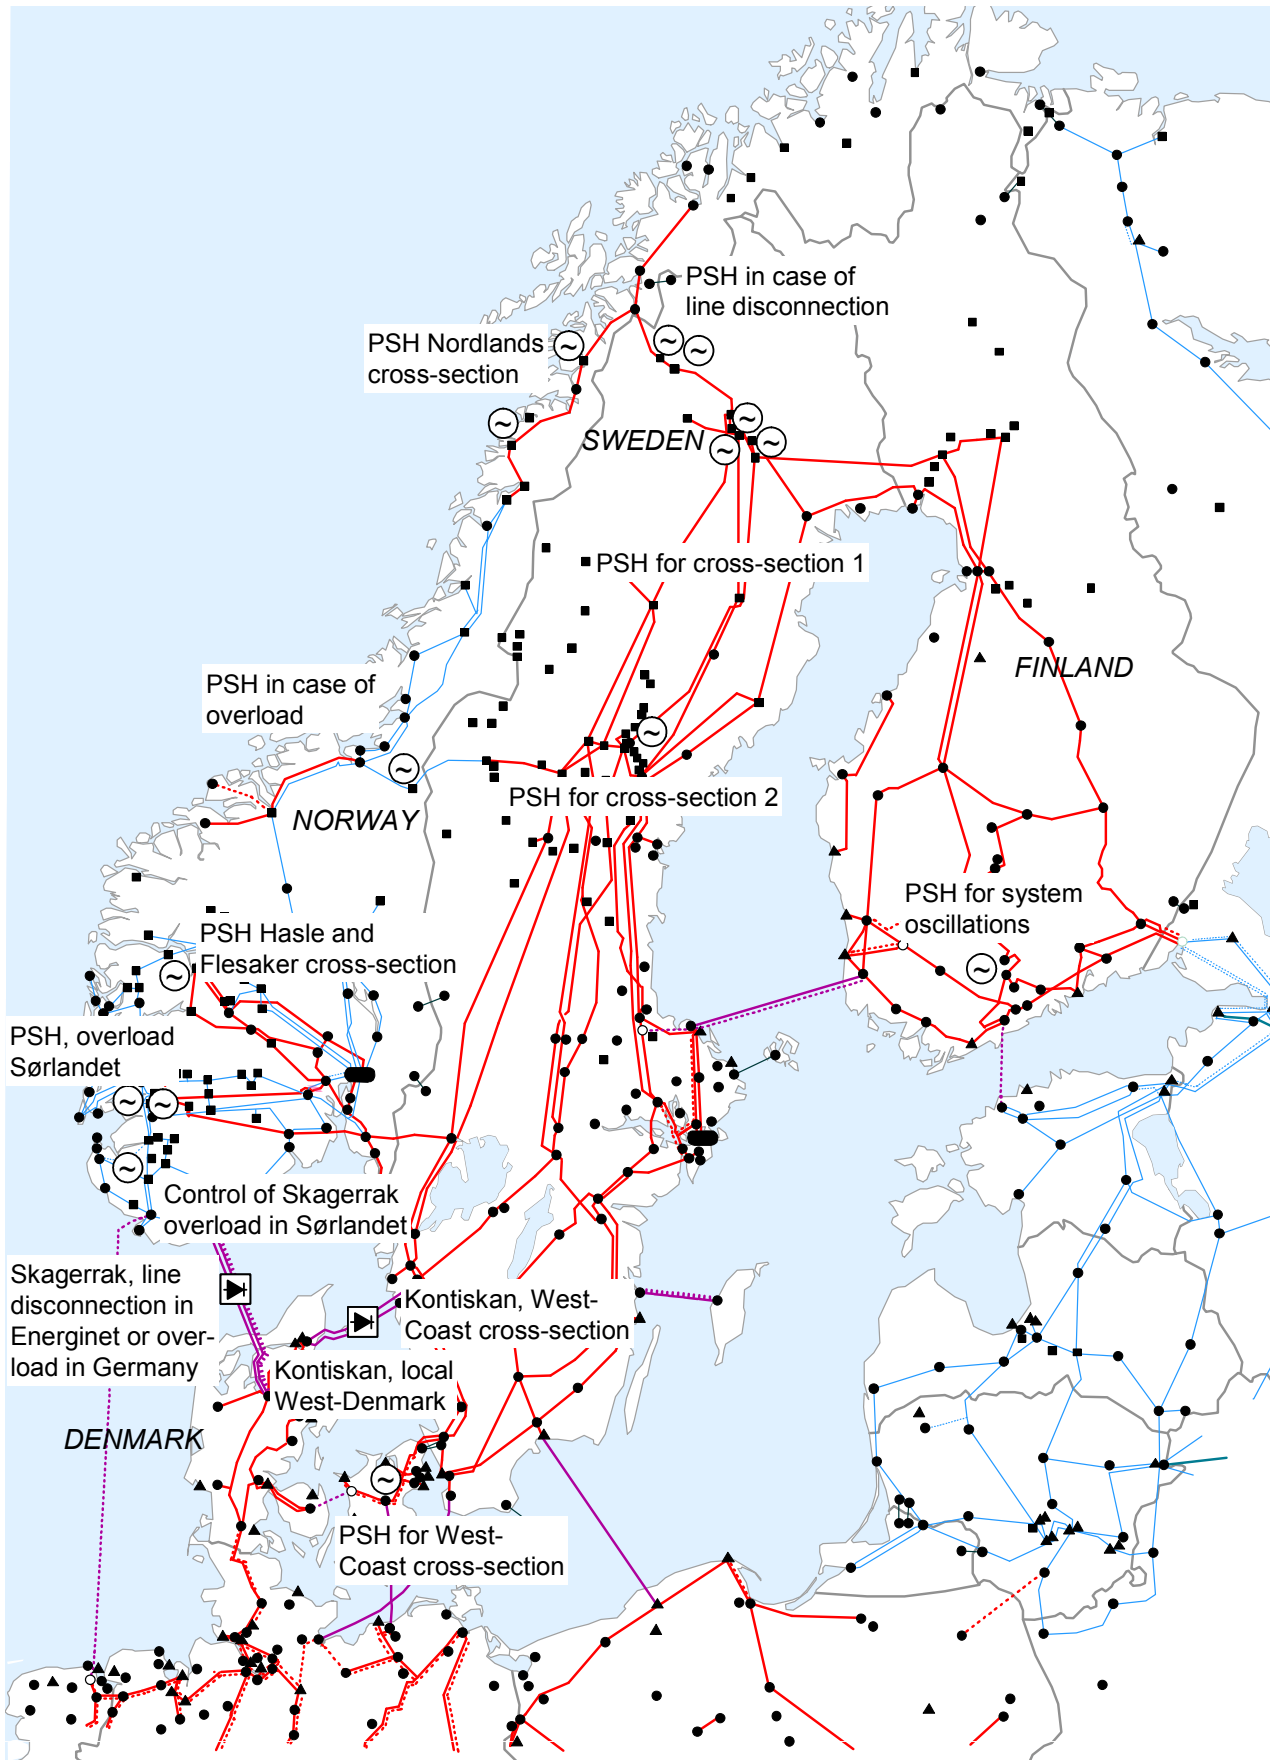 PSH in case of
line disconnection
PSH Nordlands
cross-section
SWEDEN
PSH for cross-section 1
FINLAND
PSH in case of
overload
PSH for cross-section 2
NORWAY
PSH for system
oscillations
PSH Hasle and
Flesaker cross-section
PSH, overload
Sørlandet
Control of Skagerrak
overload in Sørlandet
Skagerrak, line
disconnection in
Energinet or over-
load in Germany
Kontiskan, West-
Coast cross-section
Kontiskan, local
West-Denmark
DENMARK
PSH for West-
Coast cross-section